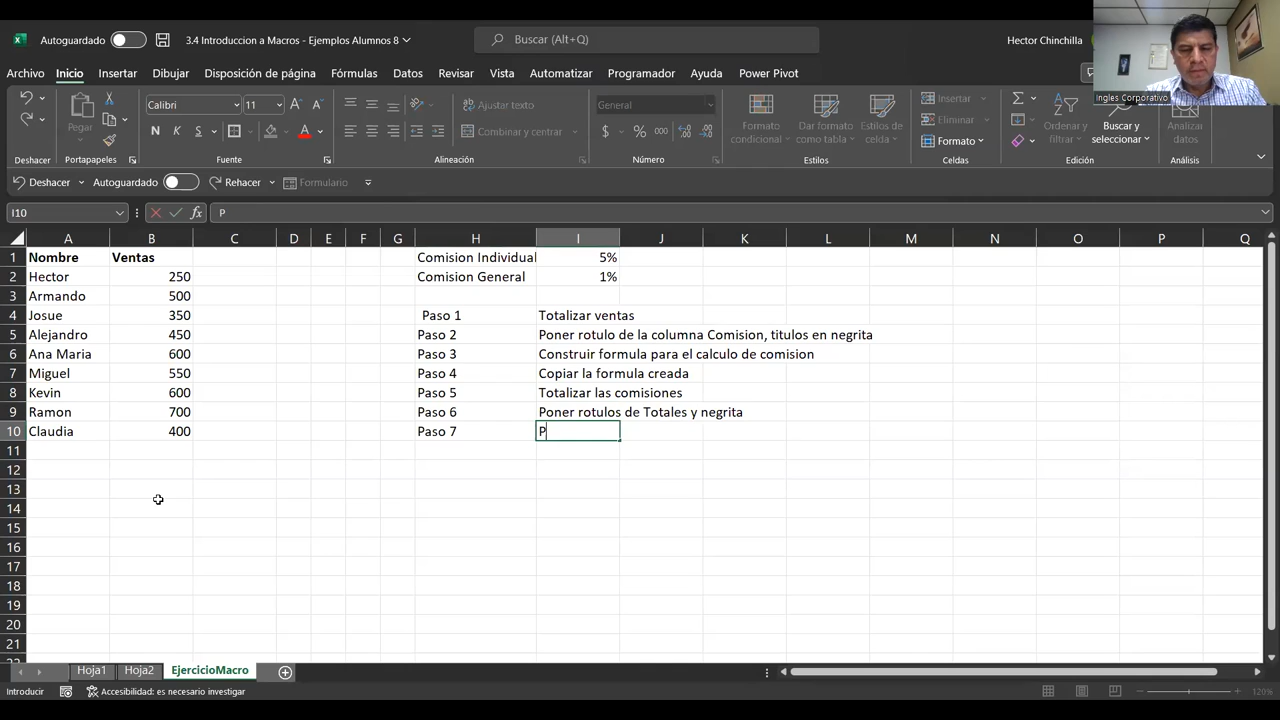 Autoguardado
3.4 Introduccion a Macros - Ejemplos Alumnos 8
Buscar (Alt+Q)
Hector Chinchilla
Ingles Corporativo
Archivo Inicio Insertar Dibujar Disposición de página Fórmulas Datos Revisar Vista Automatizar Programador Ayuda Power Pivot
Pegar
Calibri 11
N K S
Ajustar texto
Combinar y centrar
General
$ % 000
Formato condicional
Dar formato como tabla
Estilos de celda
Insertar
Eliminar
Formato
Ordenar y filtrar
Buscar y seleccionar
Analizar datos
Deshacer Portapapeles Fuente Alineación Número Estilos Celdas Edición Análisis
Deshacer Autoguardado Rehacer Formulario
I10 fx P
A B C D E F G H I J K L M N O P Q
1 Nombre Ventas Comision Individual 5%
2 Hector 250 Comision General 1%
3 Armando 500
4 Josue 350 Paso 1 Totalizar ventas
5 Alejandro 450 Paso 2 Poner rotulo de la columna Comision, titulos en negrita
6 Ana Maria 600 Paso 3 Construir formula para el calculo de comision
7 Miguel 550 Paso 4 Copiar la formula creada
8 Kevin 600 Paso 5 Totalizar las comisiones
9 Ramon 700 Paso 6 Poner rotulos de Totales y negrita
10 Claudia 400 Paso 7 P
11
12
13
14
15
16
17
18
19
20
21
Hoja1 Hoja2 EjercicioMacro
Introducir Accesibilidad: es necesario investigar 120%